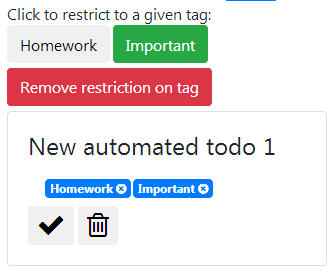 Click to restrict to a given tag:
Homework Important
Remove restriction on tag
New automated todo 1
Homework Important